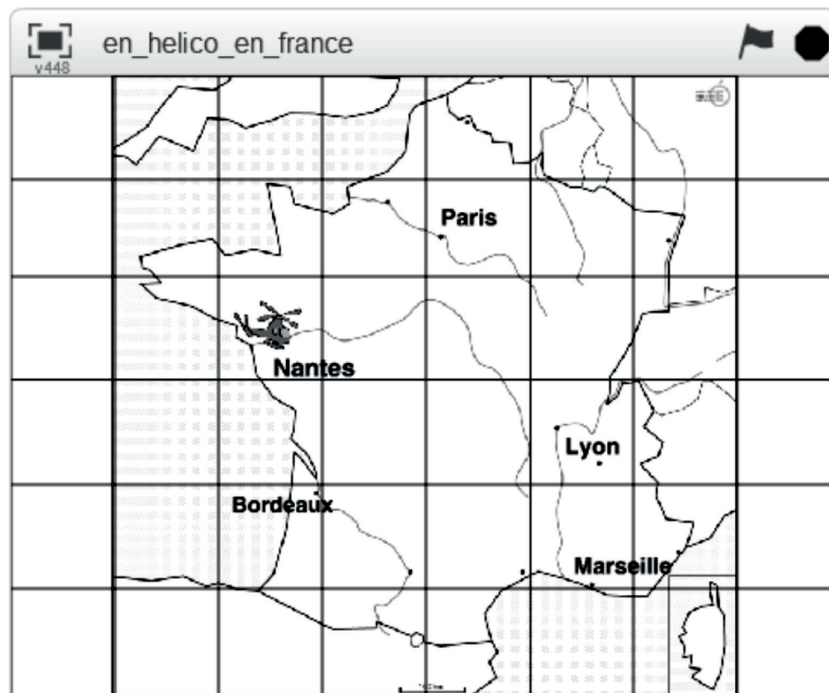 en_helico_en_france
v448
Paris
Nantes
Lyon
Bordeaux
Marseille